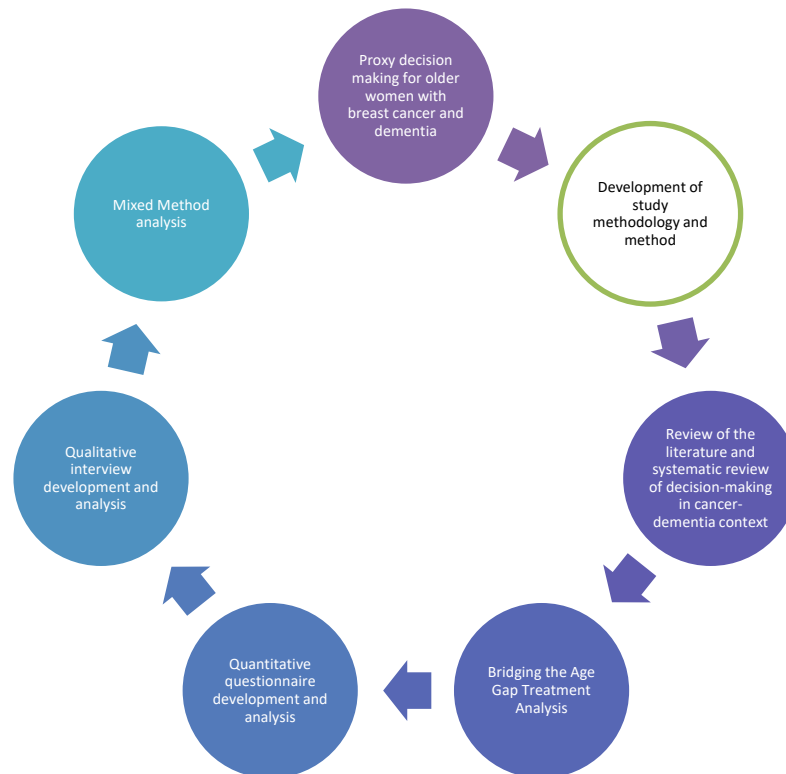 Proxy decision
making for older
women with
breast cancer and
dementia
Development of
study
methodology and
method
Review of the
literature and
systematic review
of decision-making
in cancer-
dementia context
Bridging the Age
Gap Treatment
Analysis
Quantitative
questionnaire
development and
analysis
Qualitative
interview
development and
analysis
Mixed Method
analysis